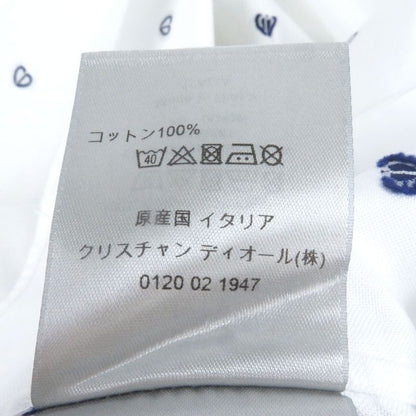 コットン100%
40
原産国 イタリア
クリスチャン ディオール(株)
0120 02 1947